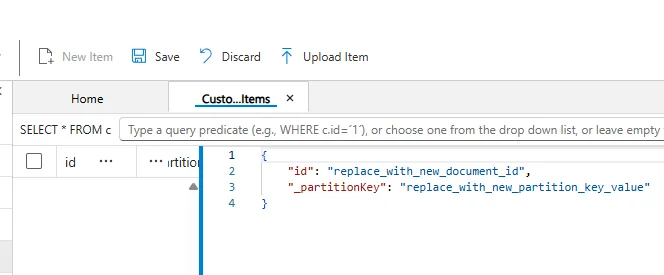 New Item Save Discard Upload Item
Home Custo...Items ×
SELECT * FROM c Type a query predicate (e.g., WHERE c.id=´1´), or choose one from the drop down list, or leave empty
id ... ...
1 {
2 "id": "replace_with_new_document_id",
3 "_partitionKey": "replace_with_new_partition_key_value"
4 }